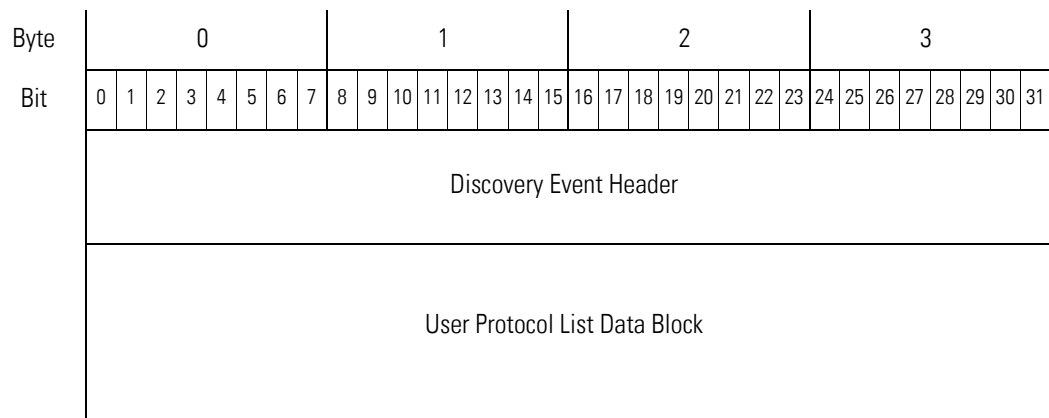 Byte 0 1 2 3
Bit 0 1 2 3 4 5 6 7 8 9 10 11 12 13 14 15 16 17 18 19 20 21 22 23 24 25 26 27 28 29 30 31
Discovery Event Header
User Protocol List Data Block